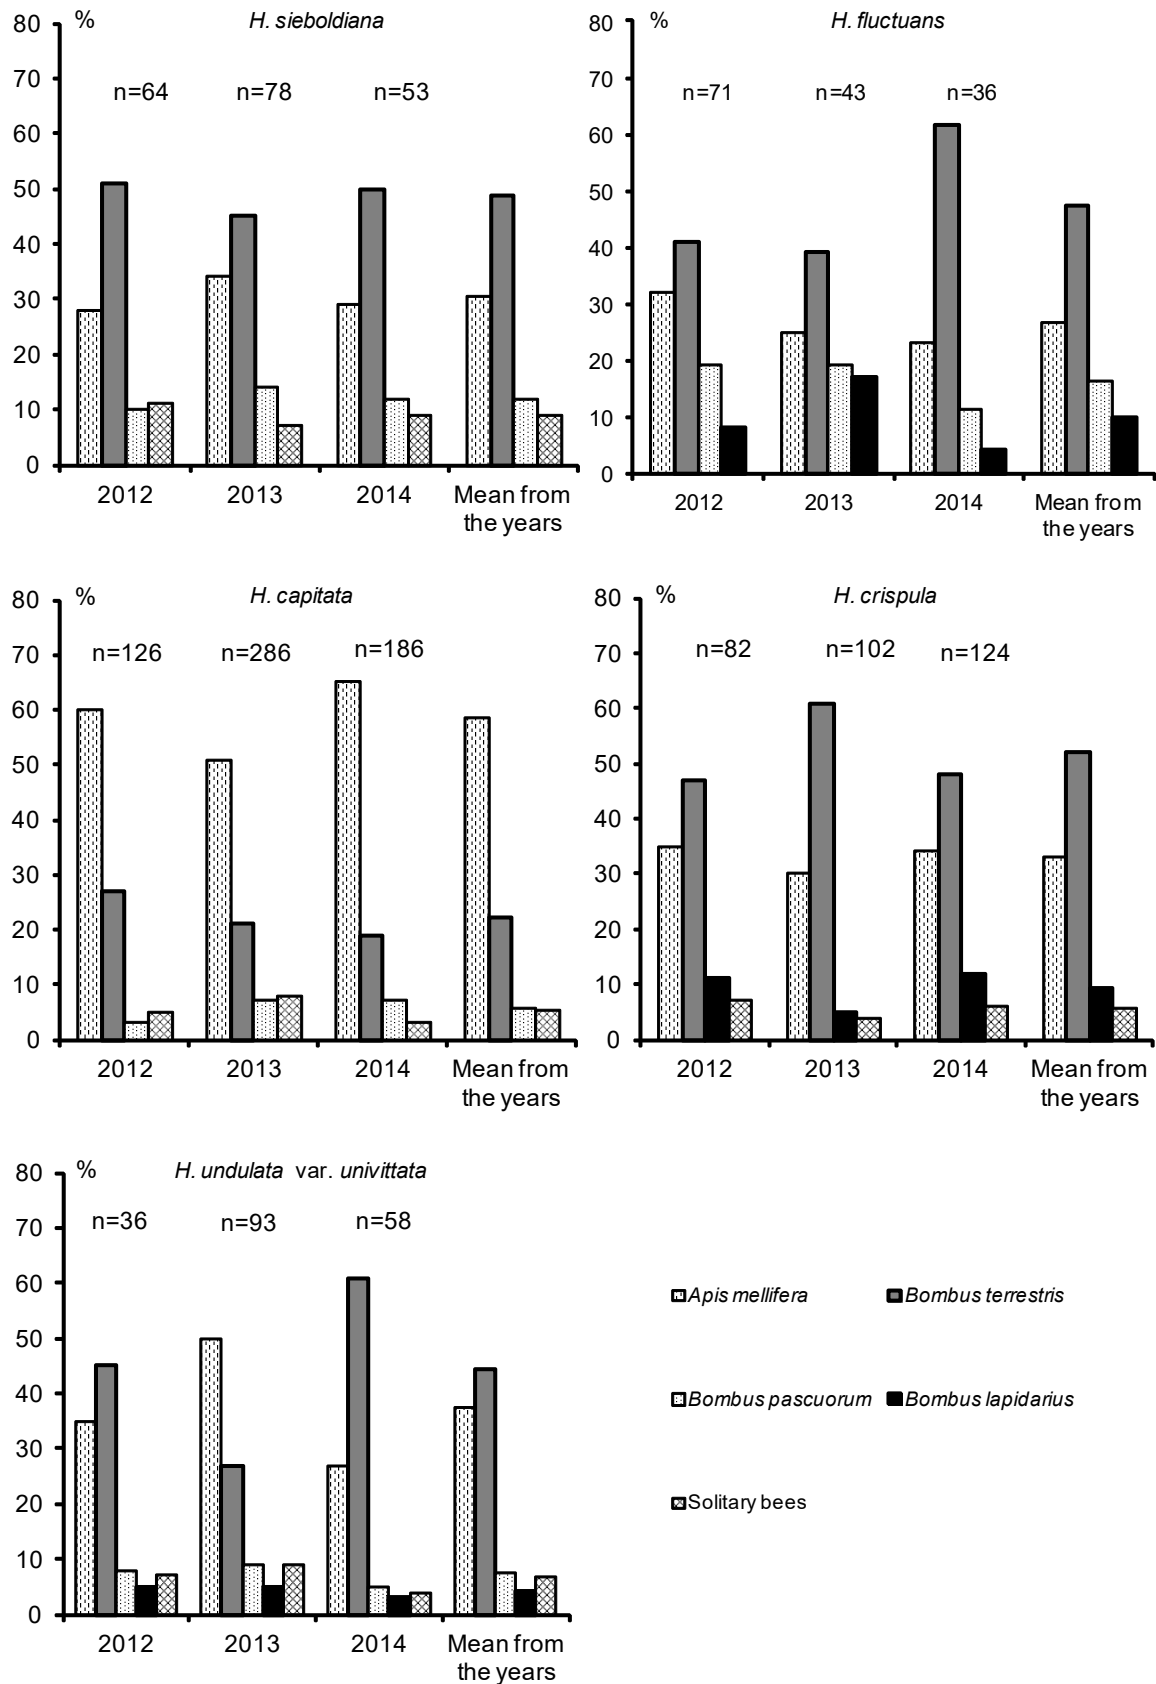 % H. sieboldiana
80
70
60
50
40
30
20
10
0
n=64 n=78 n=53
2012 2013 2014 Mean from
the years
% H. fluctuans
80
70
60
50
40
30
20
10
0
n=71 n=43 n=36
2012 2013 2014 Mean from
the years
% H. capitata
80
70
60
50
40
30
20
10
0
n=126 n=286 n=186
2012 2013 2014 Mean from
the years
% H. crispula
80
70
60
50
40
30
20
10
0
n=82 n=102 n=124
2012 2013 2014 Mean from
the years
% H. undulata var. univittata
80
70
60
50
40
30
20
10
0
n=36 n=93 n=58
2012 2013 2014 Mean from
the years
Apis mellifera Bombus terrestris
Bombus pascuorum Bombus lapidarius
Solitary bees